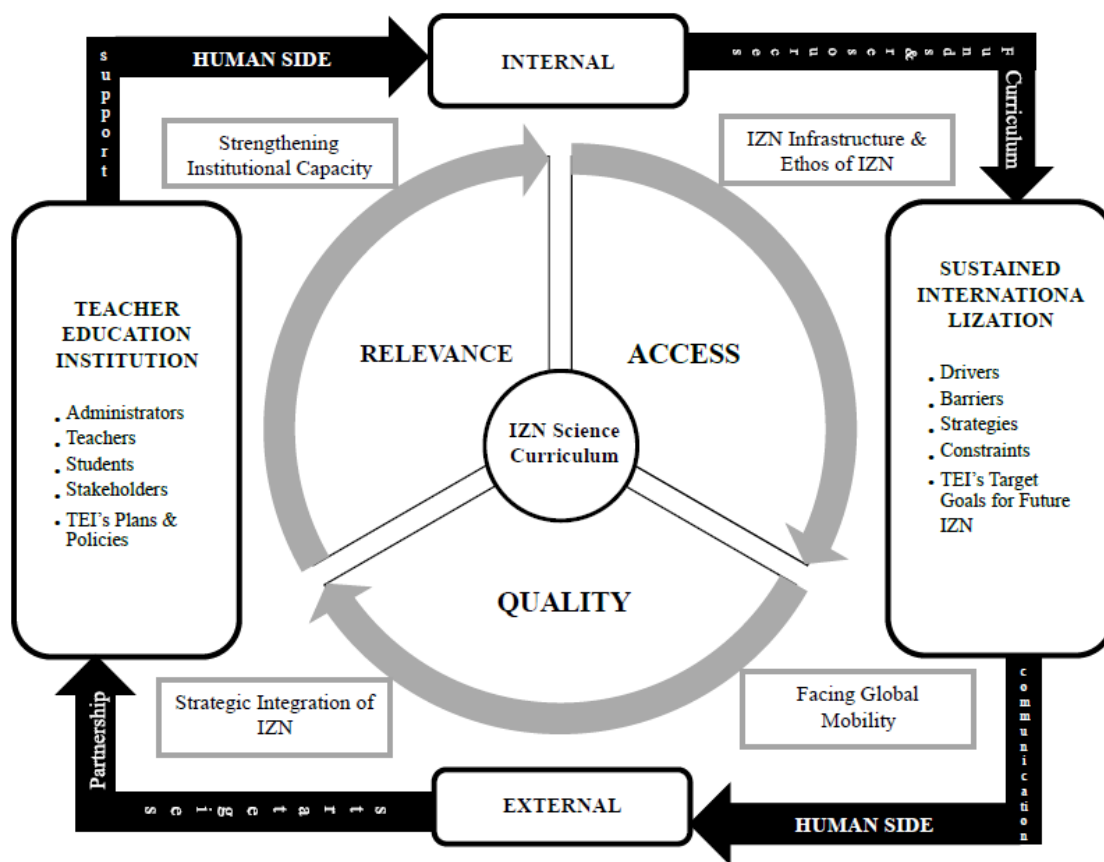 HUMAN SIDE
INTERNAL
Funds&resources
support
Curriculum
Strengthening
Institutional Capacity
IZN Infrastructure &
Ethos of IZN
TEACHER
EDUCATION
INSTITUTION
. Administrators
. Teachers
. Students
. Stakeholders
. TEI's Plans &
Policies
RELEVANCE
ACCESS
IZN Science
Curriculum
QUALITY
SUSTAINED
INTERNATIONA
LIZATION
. Drivers
. Barriers
. Strategies
. Constraints
. TEI's Target
Goals for Future
IZN
Strategic Integration of
IZN
Facing Global
Mobility
Partnership
communication
strategies
EXTERNAL
HUMAN SIDE